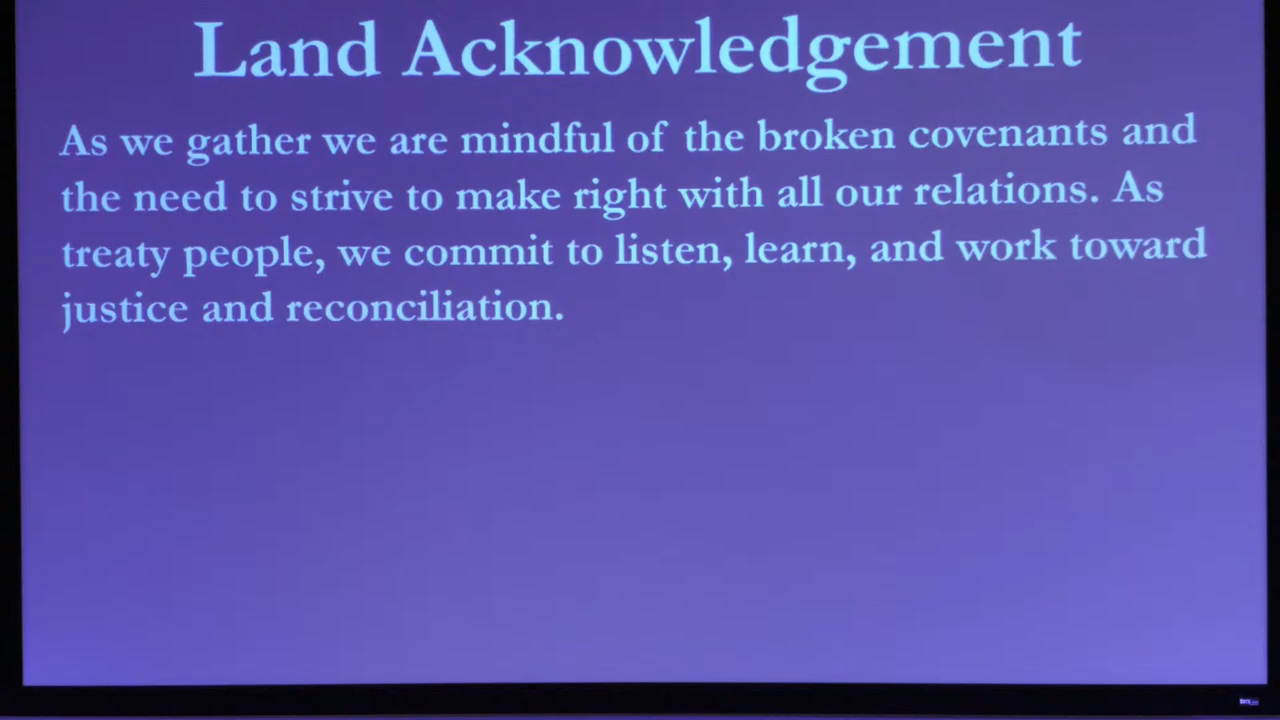 Land Acknowledgement
As we gather we are mindful of the broken covenants and
the need to strive to make right with all our relations. As
treaty people, we commit to listen, learn, and work toward
justice and reconciliation.